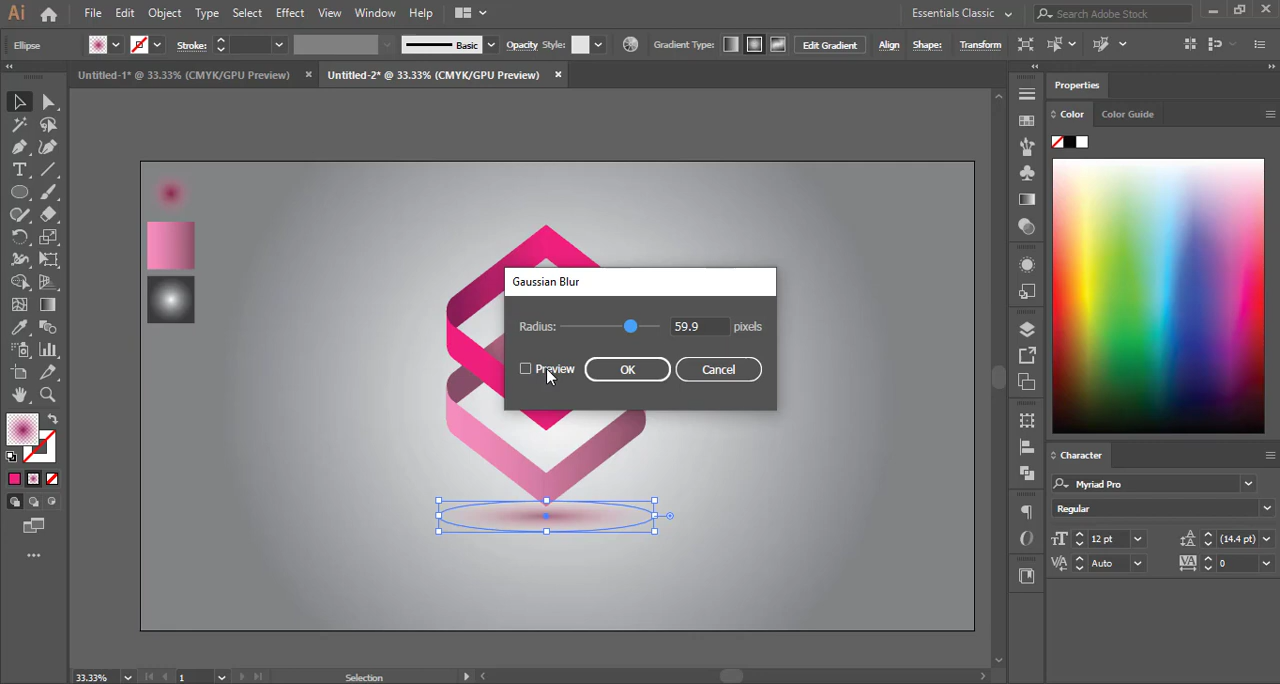 Ai File Edit Object Type Select Effect View Window Help Essentials Classic Search Adobe Stock
Ellipse Stroke: Basic Opacity Style: Gradient Type: Edit Gradient Align Shape: Transform
Untitled-1* @ 33.33% (CMYK/GPU Preview) Untitled-2* @ 33.33% (CMYK/GPU Preview)
Properties
Color Color Guide
Gaussian Blur
Radius: 59.9 pixels
Preview OK Cancel
Character
Myriad Pro
Regular
12 pt (14.4 pt)
Auto 0
33.33% 1 Selection